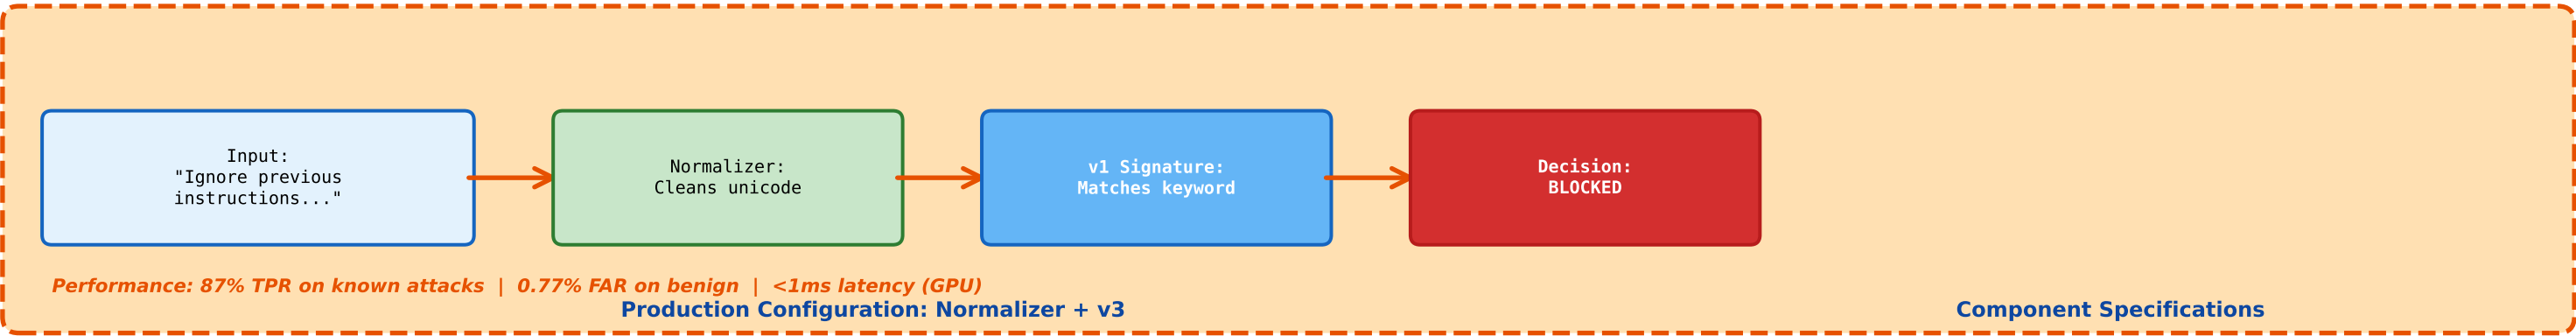 Input:
"Ignore previous
instructions..."
Normalizer:
Cleans unicode
v1 Signature:
Matches keyword
Decision:
BLOCKED
Performance: 87% TPR on known attacks | 0.77% FAR on benign | <1ms latency (GPU)
Production Configuration: Normalizer + v3
Component Specifications